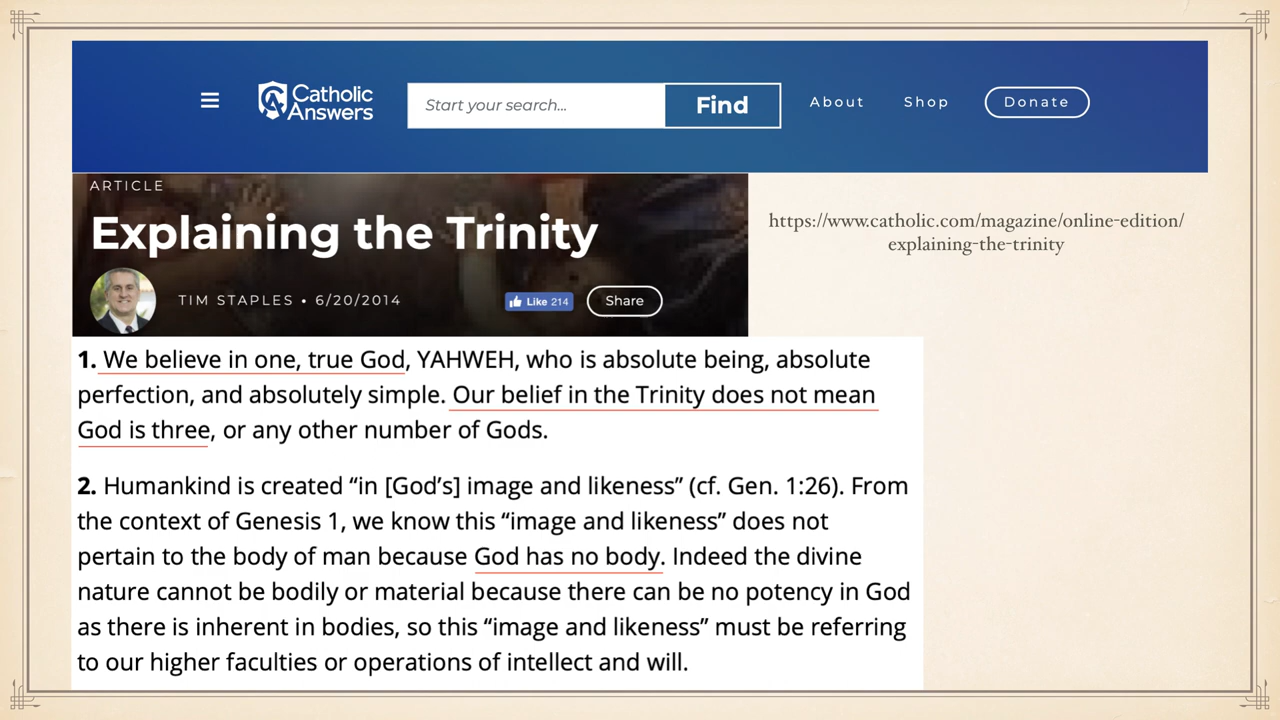 Catholic
Answers
Start your search...
Find
About
Shop
Donate
ARTICLE
Explaining the Trinity
TIM STAPLES • 6/20/2014
Like 214
Share
https://www.catholic.com/magazine/online-edition/
explaining-the-trinity
1. We believe in one, true God, YAHWEH, who is absolute being, absolute
perfection, and absolutely simple. Our belief in the Trinity does not mean
God is three, or any other number of Gods.
2. Humankind is created “in [God’s] image and likeness” (cf. Gen. 1:26). From
the context of Genesis 1, we know this “image and likeness” does not
pertain to the body of man because God has no body. Indeed the divine
nature cannot be bodily or material because there can be no potency in God
as there is inherent in bodies, so this “image and likeness” must be referring
to our higher faculties or operations of intellect and will.